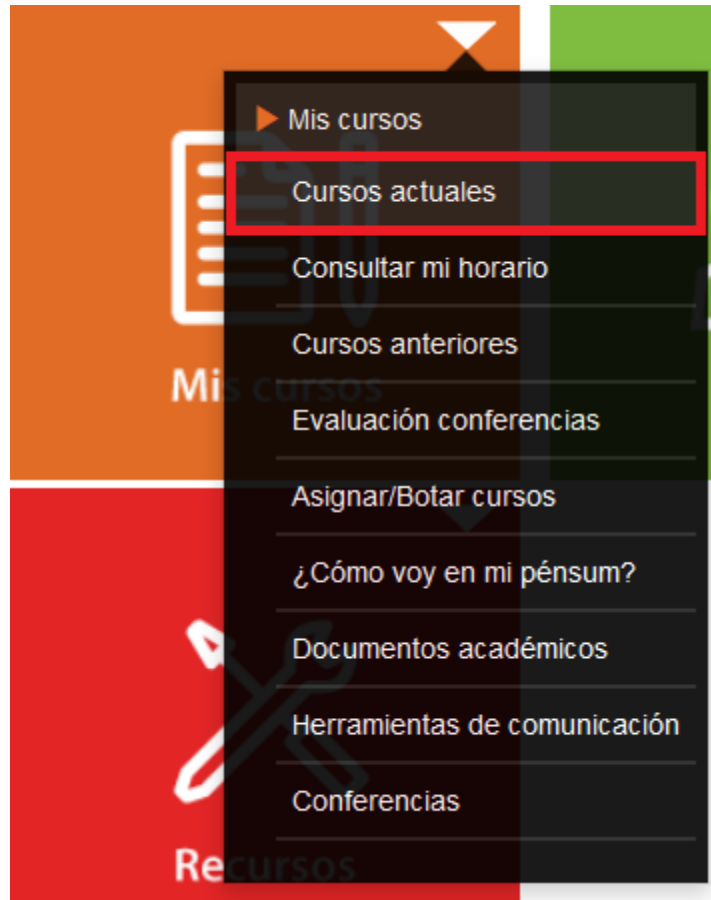 Mis cursos
Cursos actuales
Consultar mi horario
Cursos anteriores
Mis cursos
Evaluación conferencias
Asignar/Botar cursos
¿Cómo voy en mi pénsum?
Documentos académicos
Herramientas de comunicación
Conferencias
Recursos